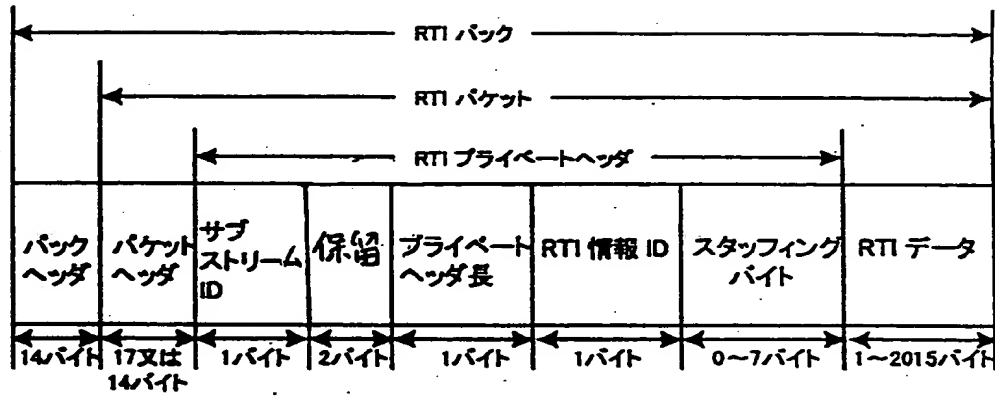 RTI パック
RTI パケット
RTI プライベートヘッダ
パック
ヘッダ
パケット
ヘッダ
サブ
ストリーム
ID
保留
プライベート
ヘッダ長
RTI 情報 ID
スタッフィング
バイト
RTI データ
14バイト
17又は
14バイト
1バイト
2バイト
1バイト
1バイト
0～7バイト
1～2015バイト